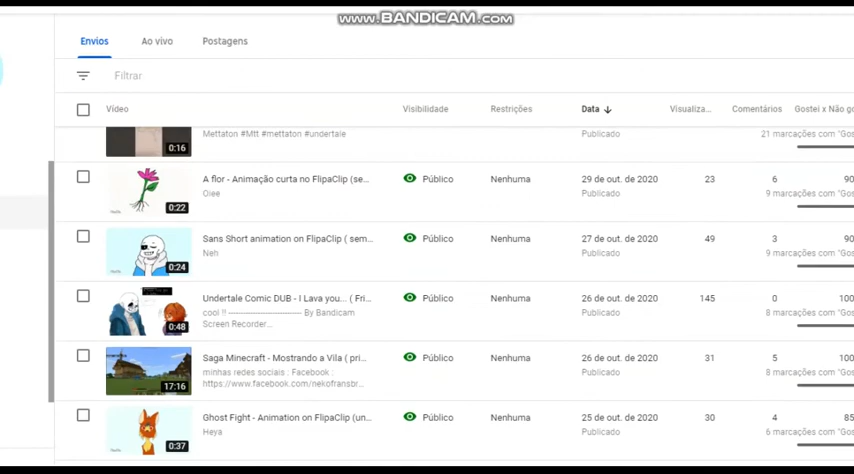 www.BANDICAM.com
Envios Ao vivo Postagens
Filtrar
Vídeo Visibilidade Restrições Data Visualiza... Comentários Gostei x Não go
Mettaton #Mtt #mettaton #undertale Publicado 21 marcações com "Gos
0:16
A flor - Animação curta no FlipaClip (se... Público Nenhuma 29 de out. de 2020 23 6 90
Oiee Publicado 9 marcações com "Gos
0:22
Sans Short animation on FlipaClip ( sem... Público Nenhuma 27 de out. de 2020 49 3 90
Neh Publicado 9 marcações com "Gos
0:24
Undertale Comic DUB - I Lava you... ( Fri... Público Nenhuma 26 de out. de 2020 145 0 100
cool !! ---------------------------- By Bandicam Publicado 8 marcações com "Gos
Screen Recorder...
0:48
Saga Minecraft - Mostrando a Vila ( pri... Público Nenhuma 26 de out. de 2020 31 5 100
minhas redes sociais : Facebook : Publicado 8 marcações com "Gos
https://www.facebook.com/nekofransbr...
17:16
Ghost Fight - Animation on FlipaClip (un... Público Nenhuma 25 de out. de 2020 30 4 85
Heya Publicado 6 marcações com "Gos
0:37